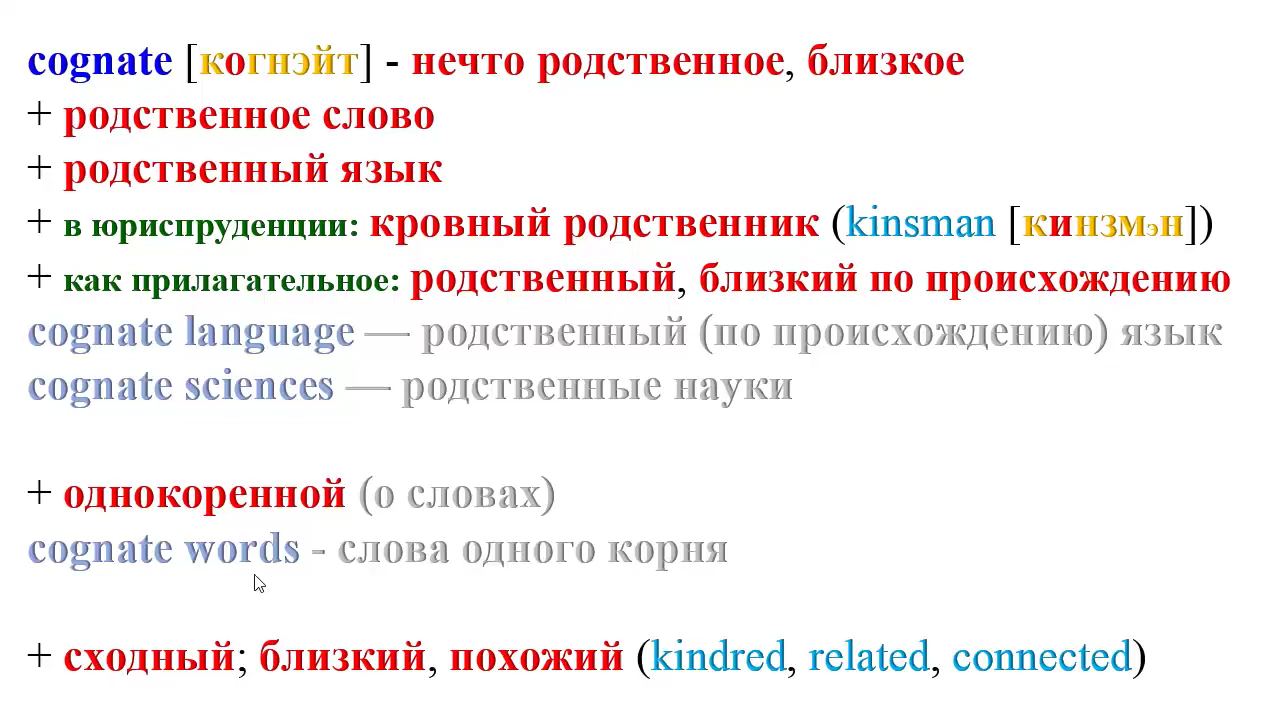 cognate [когнэйт] - нечто родственное, близкое
+ родственное слово
+ родственный язык
+ в юриспруденции: кровный родственник (kinsman [кинзмэн])
+ как прилагательное: родственный, близкий по происхождению
cognate language — родственный (по происхождению) язык
cognate sciences — родственные науки
+ однокоренной (о словах)
cognate words - слова одного корня
+ сходный; близкий, похожий (kindred, related, connected)